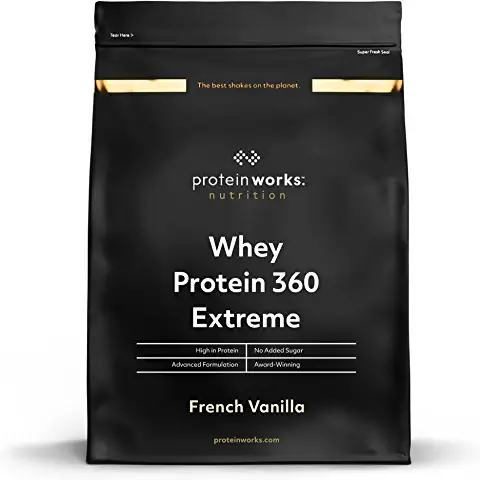 Tear Here >
Super Fresh Seal
The best shakes on the planet.
protein works™
nutrition
Whey
Protein 360
Extreme
High in Protein | No Added Sugar
Advanced Formulation | Award-Winning
French Vanilla
proteinworks.com